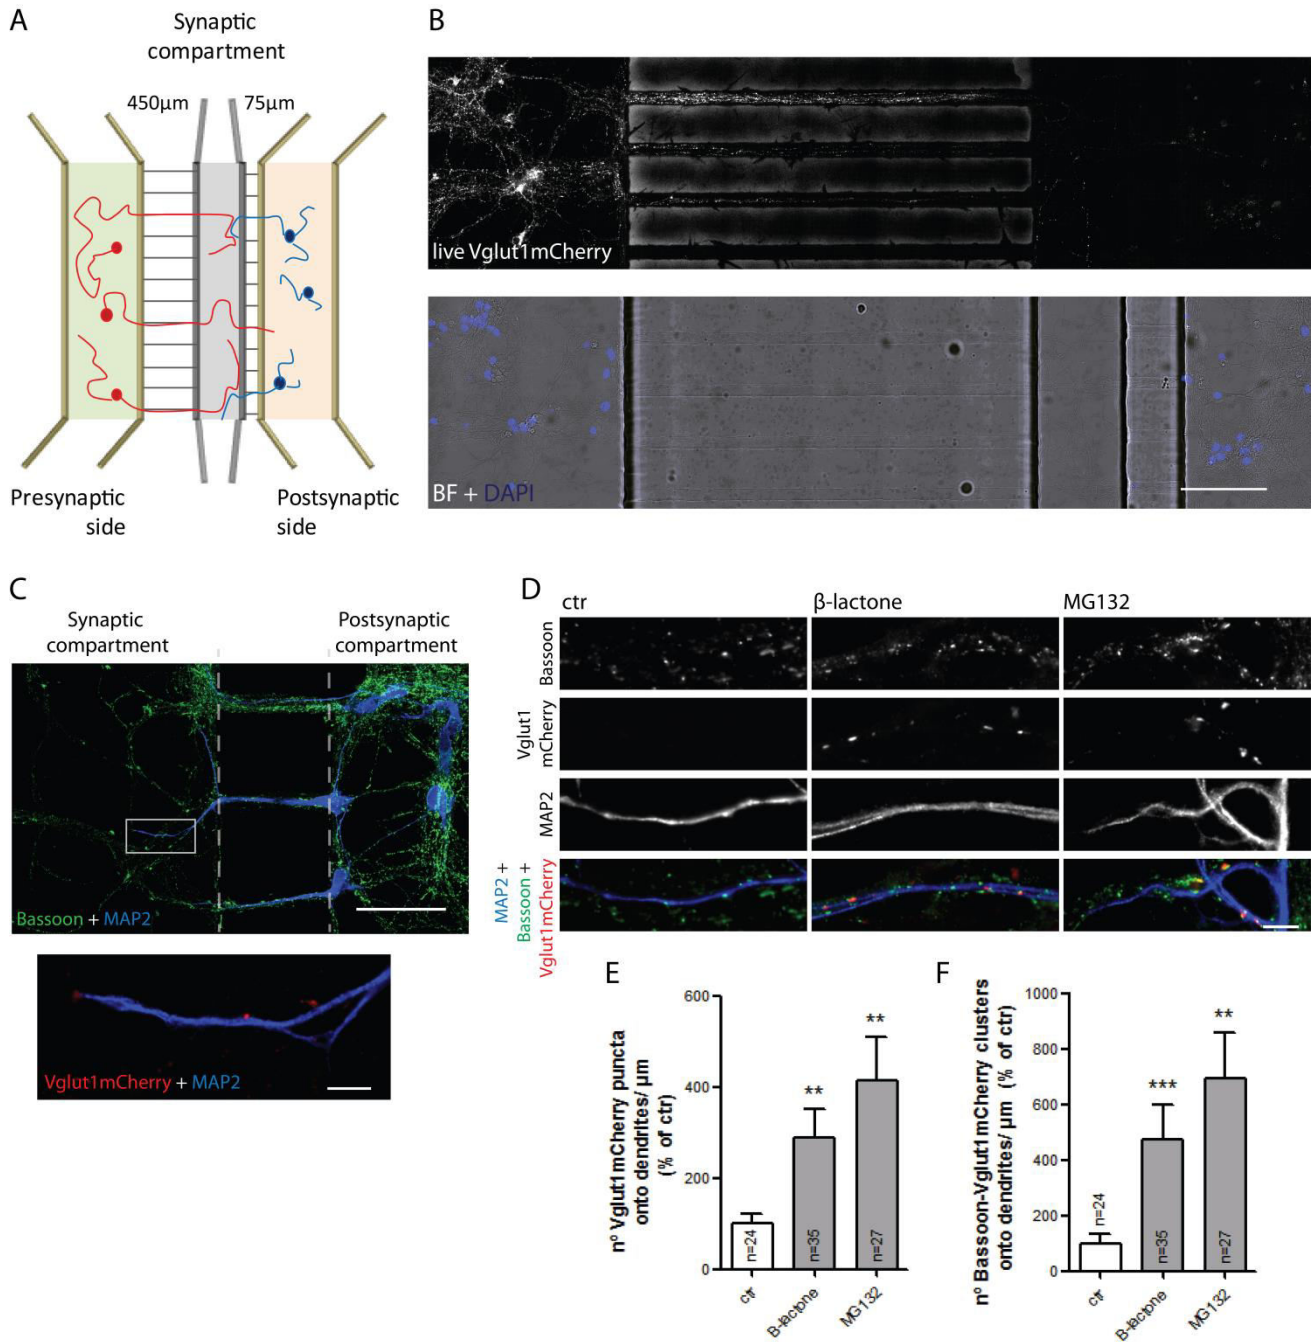 A
Synaptic
compartment
450µm
75µm
Presynaptic
side
Postsynaptic
side
B
live Vglut1mCherry
BF + DAPI
C
Synaptic
compartment
Postsynaptic
compartment
Bassoon + MAP2
Vglut1mCherry + MAP2
D
ctr
β-lactone
MG132
Bassoon
Vglut1
mCherry
MAP2
MAP2 +
Bassoon +
Vglut1mCherry
E
nº Vglut1mCherry puncta
onto dendrites/ µm
(% of ctr)
600
400
200
0
**
**
n=24
n=35
n=27
ctr
B-lactone
MG132
F
nº Bassoon-Vglut1mCherry clusters
onto dendrites/ µm (% of ctr)
1000
800
600
400
200
0
***
**
n=24
n=35
n=27
ctr
B-lactone
MG132